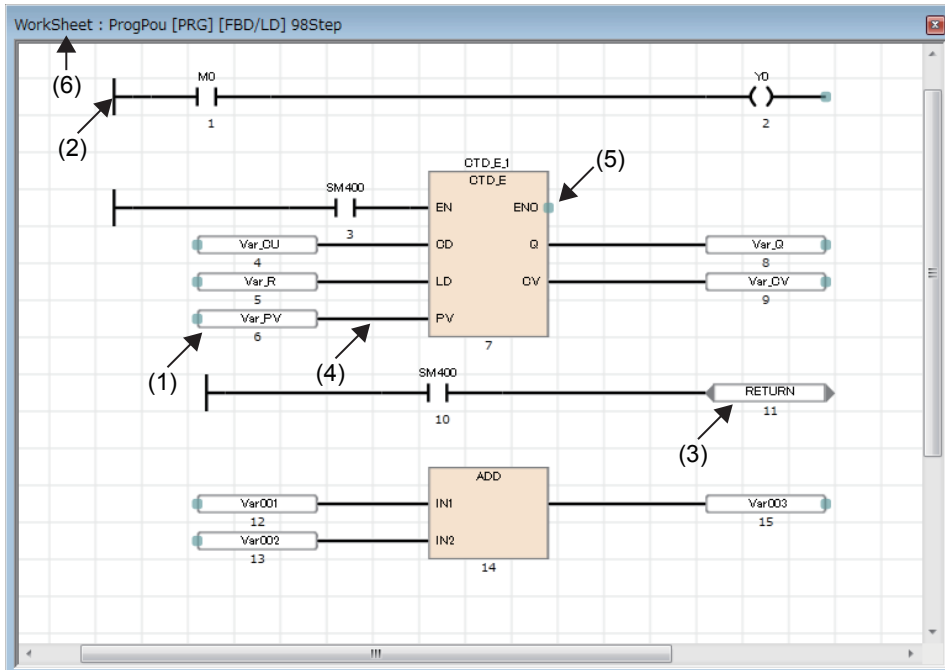 WorkSheet : ProgPou [PRG] [FBD/LD] 98Step
(6)
M0
Y0
(2)
1
2
CTD_E_1
(5)
CTD_E
SM400
EN
ENO
3
Var_CU
CD
Q
Var_Q
4
8
Var_R
LD
CV
Var_CV
5
9
Var_PV
PV
6
7
(1)
(4)
SM400
RETURN
10
11
(3)
ADD
Var001
IN1
Var003
12
15
Var002
IN2
13
14